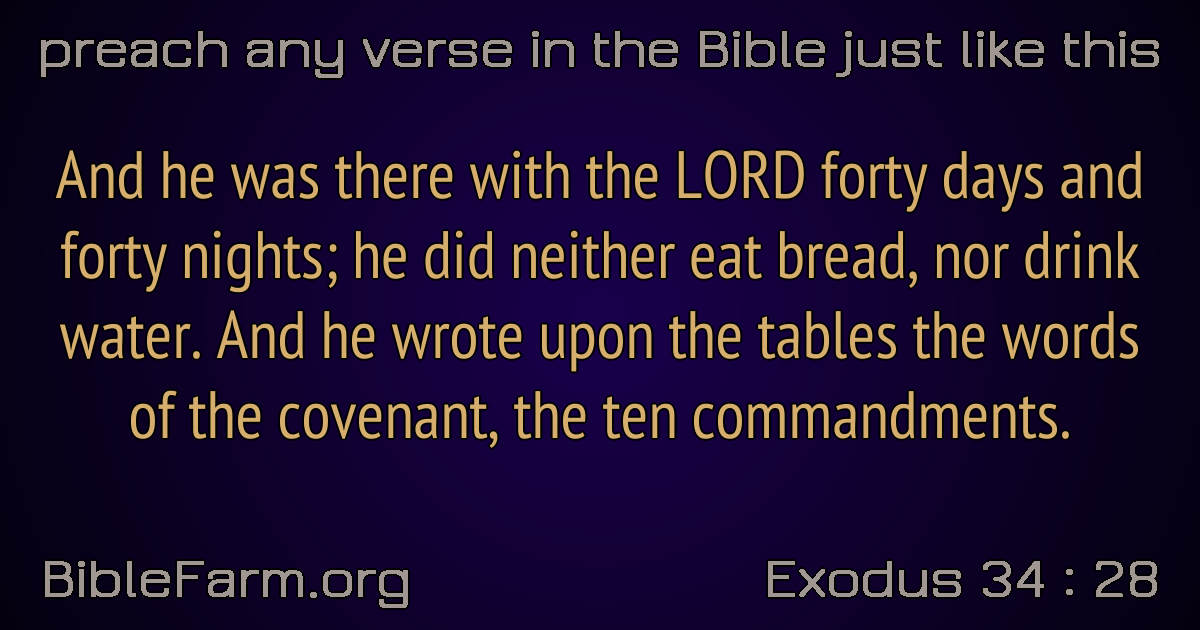 preach any verse in the Bible just like this
And he was there with the LORD forty days and
forty nights; he did neither eat bread, nor drink
water. And he wrote upon the tables the words
of the covenant, the ten commandments.
BibleFarm.org
Exodus 34 : 28